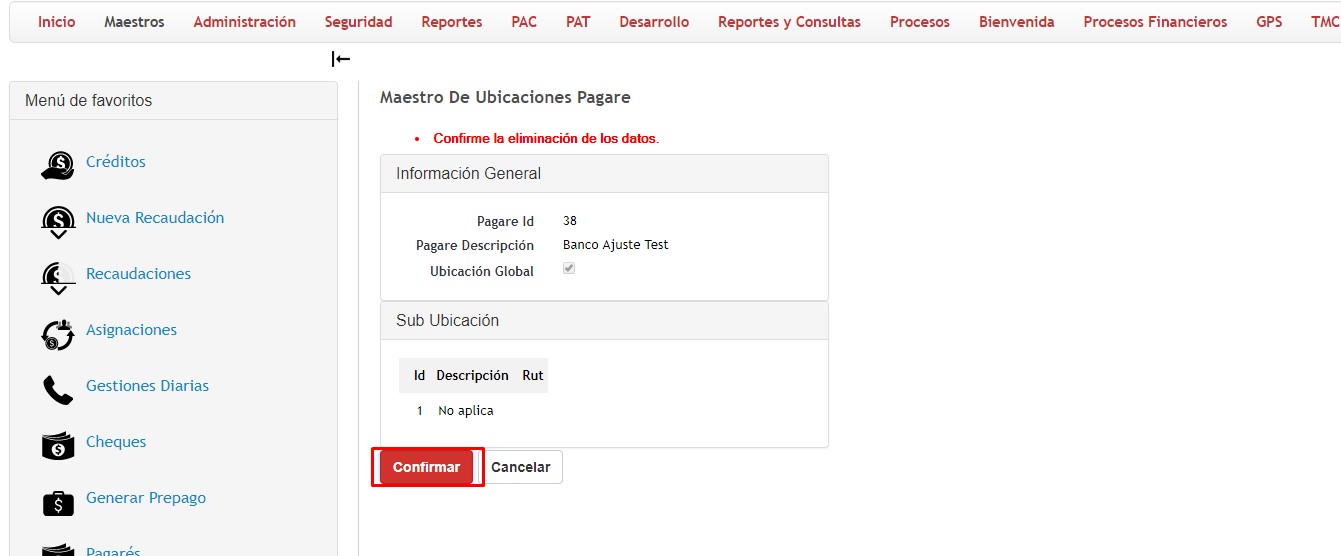 Inicio Maestros Administración Seguridad Reportes PAC PAT Desarrollo Reportes y Consultas Procesos Bienvenida Procesos Financieros GPS TMC
Menú de favoritos
Créditos
Nueva Recaudación
Recaudaciones
Asignaciones
Gestiones Diarias
Cheques
Generar Prepago
Pagarés
Maestro De Ubicaciones Pagare
• Confirme la eliminación de los datos.
Información General
Pagare Id 38
Pagare Descripción Banco Ajuste Test
Ubicación Global
Sub Ubicación
Id Descripción Rut
1 No aplica
Confirmar Cancelar